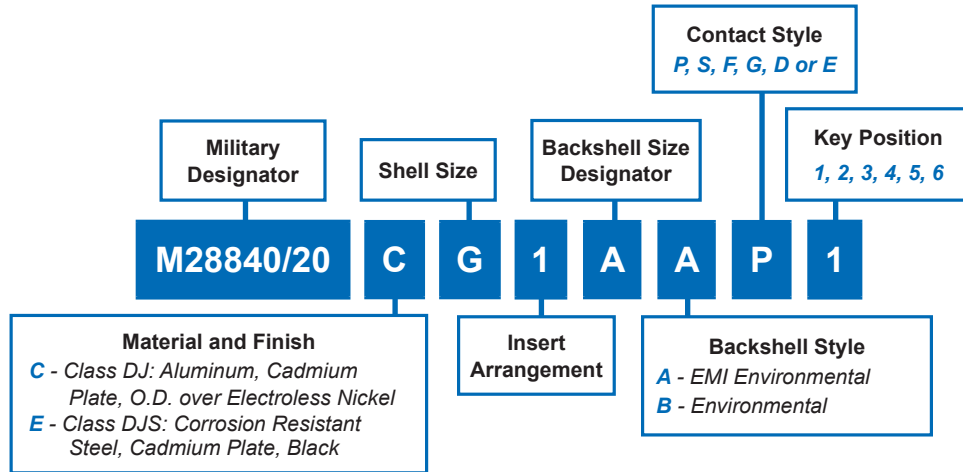 Contact Style
P, S, F, G, D or E
Military
Designator
Shell Size
Backshell Size
Designator
Key Position
1, 2, 3, 4, 5, 6
M28840/20 C G 1 A A P 1
Material and Finish
C - Class DJ: Aluminum, Cadmium
Plate, O.D. over Electroless Nickel
E - Class DJS: Corrosion Resistant
Steel, Cadmium Plate, Black
Insert
Arrangement
Backshell Style
A - EMI Environmental
B - Environmental